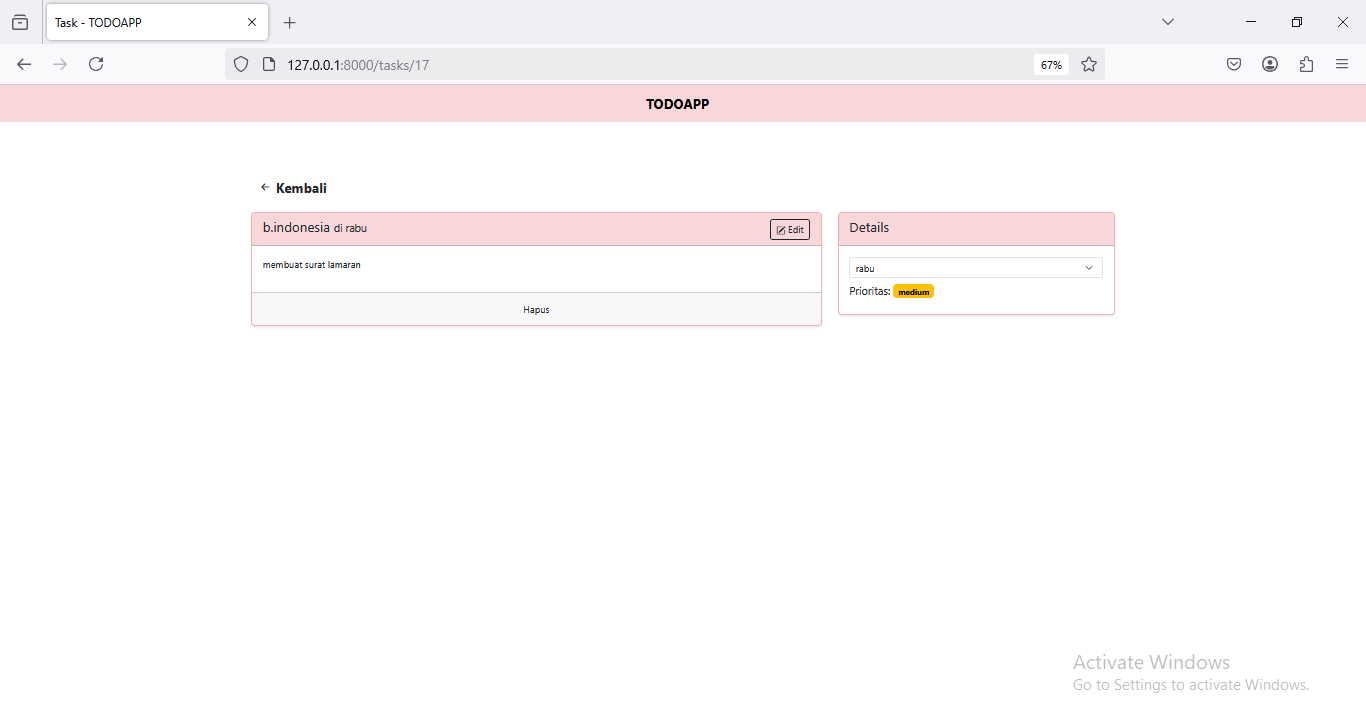 Task - TODOAPP
127.0.0.1:8000/tasks/17
67%
TODOAPP
Kembali
b.indonesia di rabu
Edit
membuat surat lamaran
Hapus
Details
rabu
Prioritas: medium
Activate Windows
Go to Settings to activate Windows.